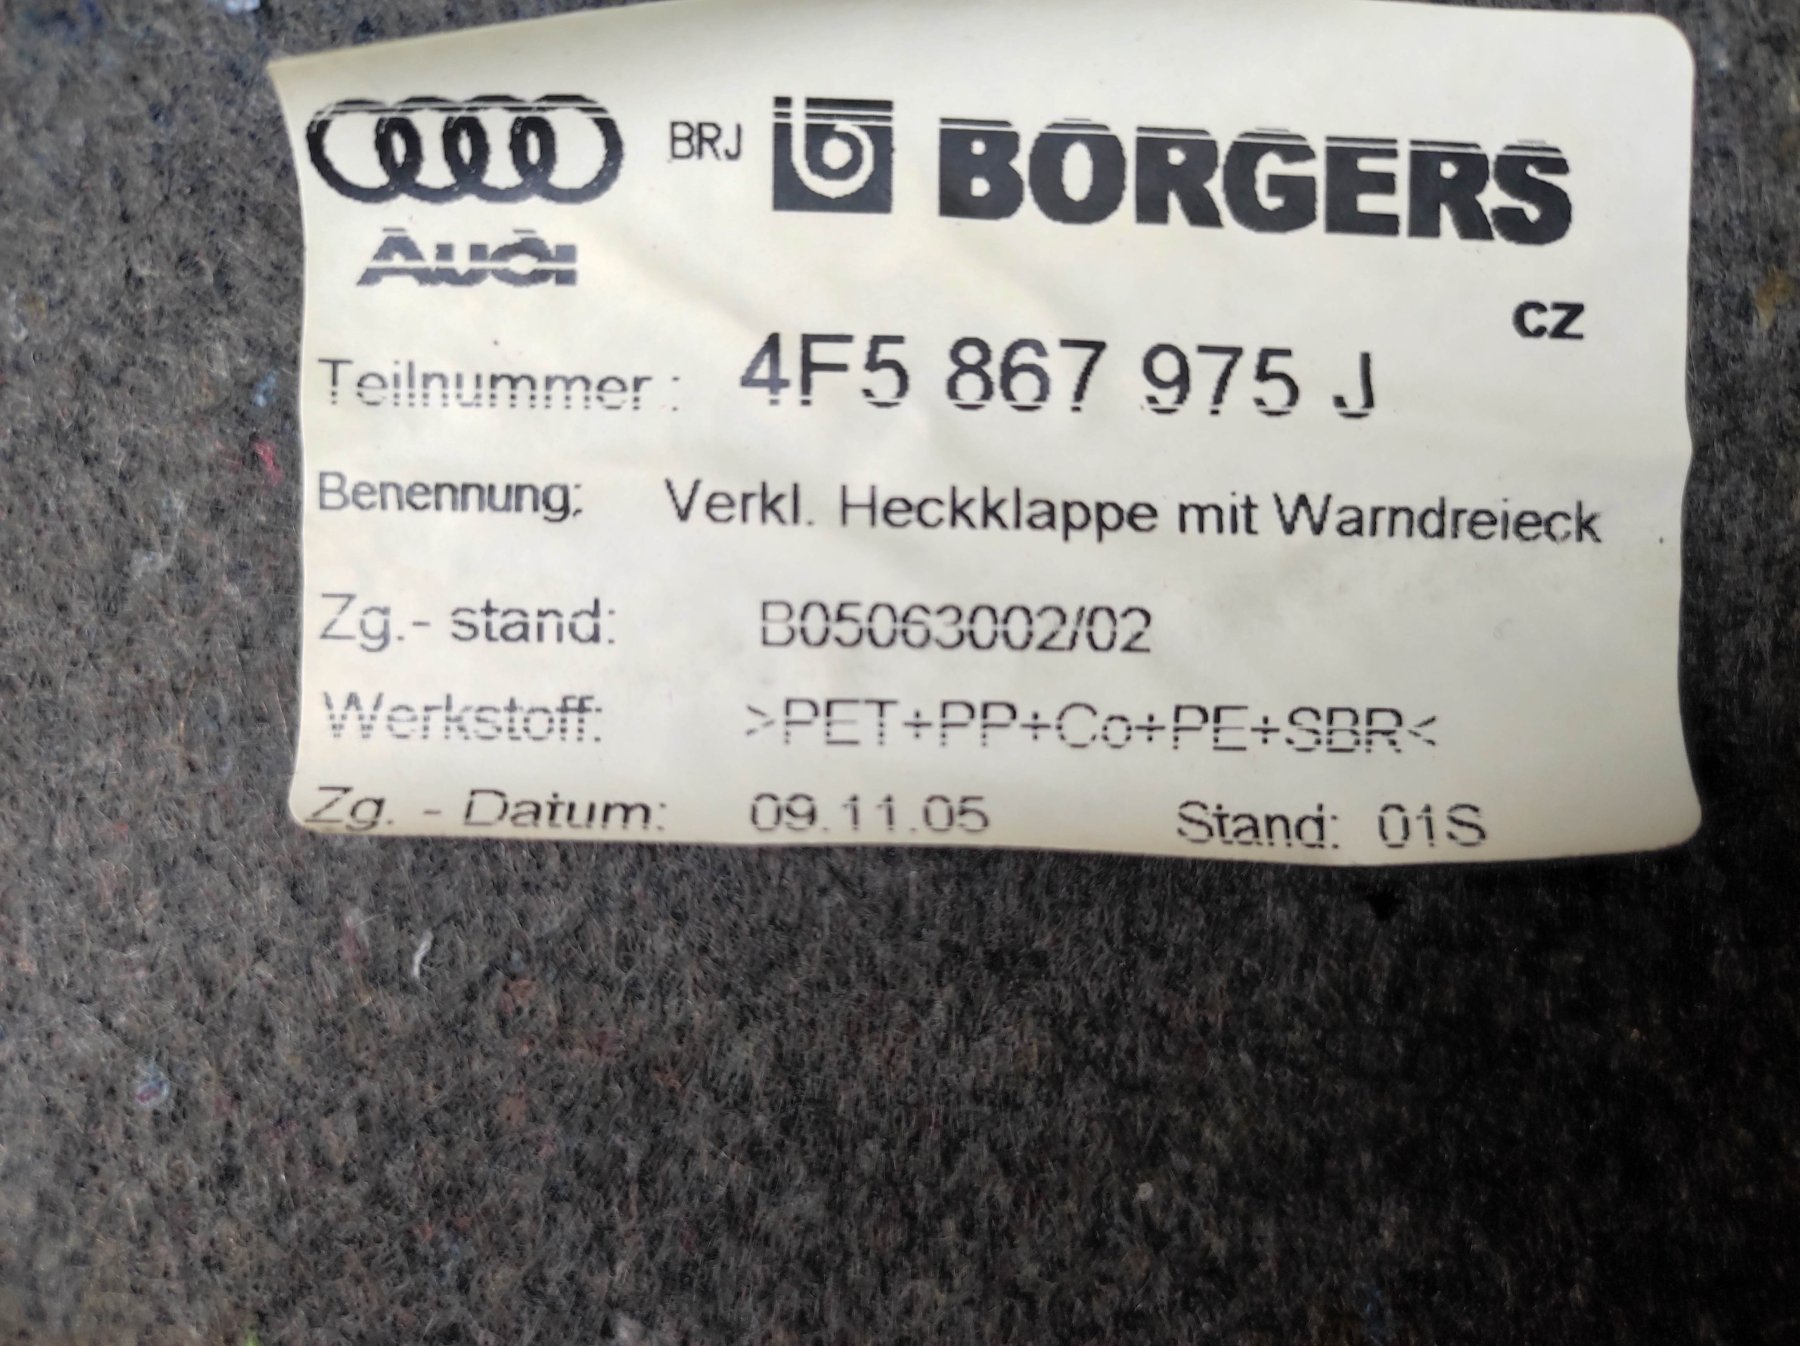 BRJ b BORGERS
AUDI
CZ
Teilnummer: 4F5 867 975 J
Benennung: Verkl. Heckklappe mit Warndreieck
Zg.- stand: B05063002/02
Werkstoff: >PET+PP+Co+PE+SBR<
Zg. - Datum: 09.11.05 Stand: 01S